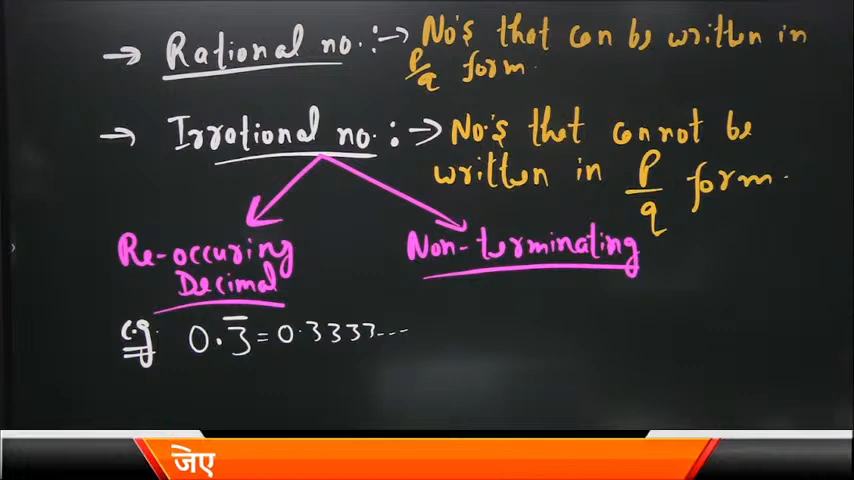 → Rational no. :→ No's that can be written in
p/q form.
→ Irrational no. :→ No.'s that cannot be
written in P/q form.
Re-occuring
Decimal
Non-terminating
e.g. 0.3̅ = 0.3333...
जेए